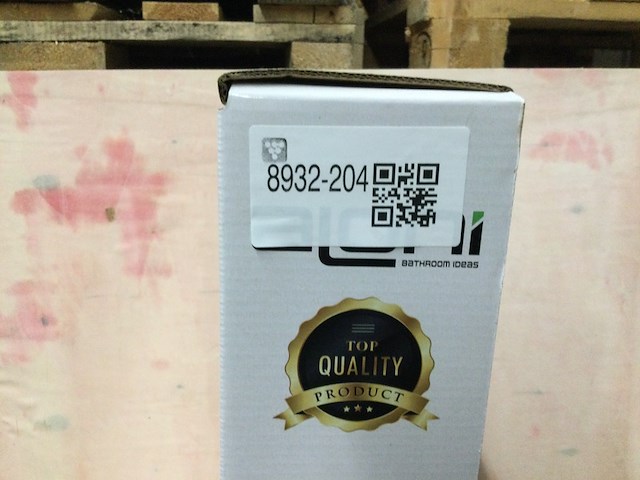 8932-204
BATHROOM IDEAS
TOP
QUALITY
PRODUCT